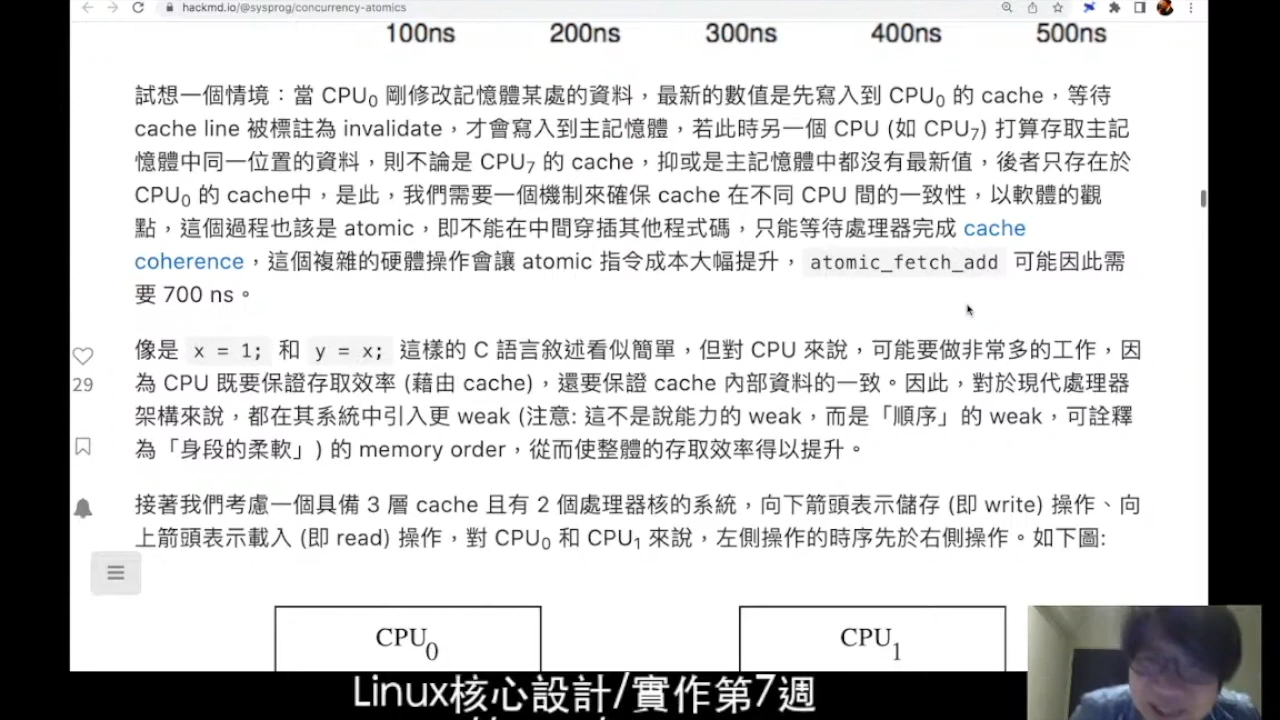 hackmd.io/@sysprog/concurrency-atomics
100ns 200ns 300ns 400ns 500ns
試想一個情境：當 CPU0 剛修改記憶體某處的資料，最新的數值是先寫入到 CPU0 的 cache，等待
cache line 被標註為 invalidate，才會寫入到主記憶體，若此時另一個 CPU (如 CPU7) 打算存取主記
憶體中同一位置的資料，則不論是 CPU7 的 cache，抑或是主記憶體中都沒有最新值，後者只存在於
CPU0 的 cache中，是此，我們需要一個機制來確保 cache 在不同 CPU 間的一致性，以軟體的觀
點，這個過程也該是 atomic，即不能在中間穿插其他程式碼，只能等待處理器完成 cache
coherence，這個複雜的硬體操作會讓 atomic 指令成本大幅提升， atomic_fetch_add 可能因此需
要 700 ns。
像是 x = 1; 和 y = x; 這樣的 C 語言敘述看似簡單，但對 CPU 來說，可能要做非常多的工作，因
29
為 CPU 既要保證存取效率 (藉由 cache)，還要保證 cache 內部資料的一致。因此，對於現代處理器
架構來說，都在其系統中引入更 weak (注意: 這不是說能力的 weak，而是「順序」的 weak，可詮釋
為「身段的柔軟」) 的 memory order，從而使整體的存取效率得以提升。
接著我們考慮一個具備 3 層 cache 且有 2 個處理器核的系統，向下箭頭表示儲存 (即 write) 操作、向
上箭頭表示載入 (即 read) 操作，對 CPU0 和 CPU1 來說，左側操作的時序先於右側操作。如下圖:
CPU0 CPU1
Linux核心設計/實作第7週